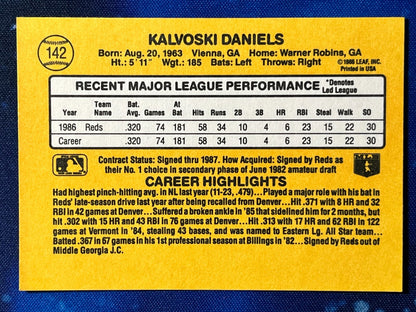 142
KALVOSKI DANIELS
Born: Aug. 20, 1963 Vienna, GA Home: Warner Robins, GA
Ht.: 5'11" Wgt.: 185 Bats: Left Throws: Right
©1986 LEAF, INC.
Printed in USA
RECENT MAJOR LEAGUE PERFORMANCE *Denotes Led League
Year Team Name Bat. Avg. Games At Bat Hits Runs 2B 3B HR RBI Steal Walk SO
1986 Reds .320 74 181 58 34 10 4 6 23 15 22 30
Career .320 74 181 58 34 10 4 6 23 15 22 30
Contract Status: Signed thru 1987. How Acquired: Signed by Reds as
their No. 1 choice in secondary phase of June 1982 amateur draft
CAREER HIGHLIGHTS
Had highest pinch-hitting avg. in NL last year (11-23, .479)...Played a major role with his bat in
Reds' late-season drive last year after being recalled from Denver...Hit .371 with 8 HR and 32
RBI in 42 games at Denver...Suffered a broken ankle in '85 that sidelined him for 2 months, but
hit .302 with 15 HR and 43 RBI in 76 games at Denver...Hit .313 with 17 HR and 62 RBI in 122
games at Vermont in '84, stealing 43 bases, and was named to Eastern Lg. All Star team...
Batted .367 in 67 games in his 1st professional season at Billings in '82...Signed by Reds out of
Middle Georgia J.C.